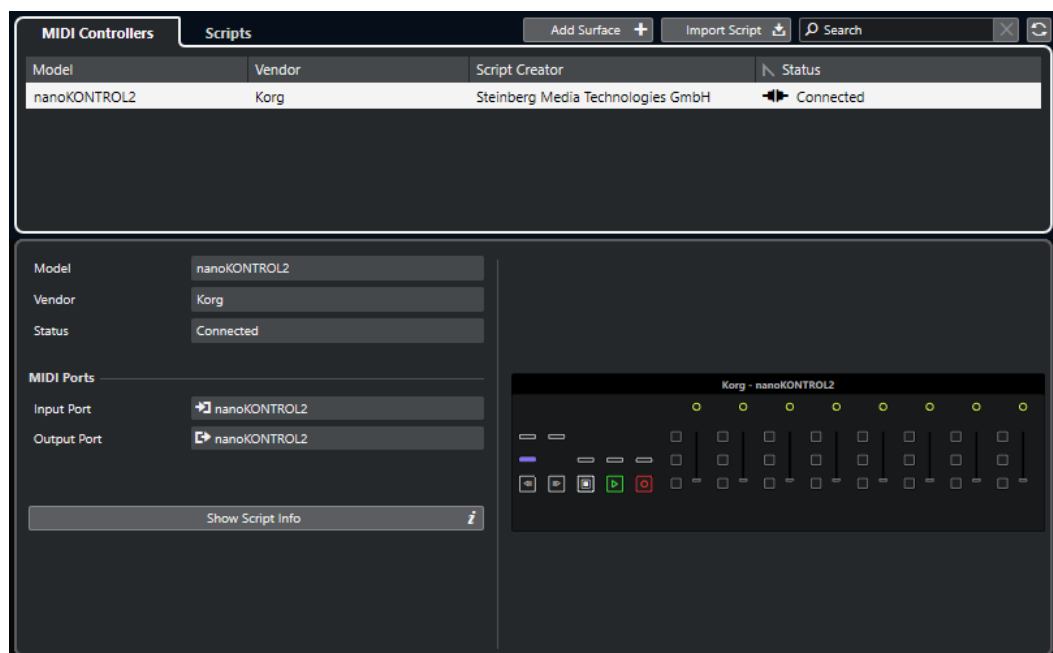 MIDI Controllers Scripts Add Surface Import Script Search
Model Vendor Script Creator Status
nanoKONTROL2 Korg Steinberg Media Technologies GmbH Connected
Model nanoKONTROL2
Vendor Korg
Status Connected
MIDI Ports
Input Port nanoKONTROL2
Output Port nanoKONTROL2
Show Script Info i
Korg - nanoKONTROL2